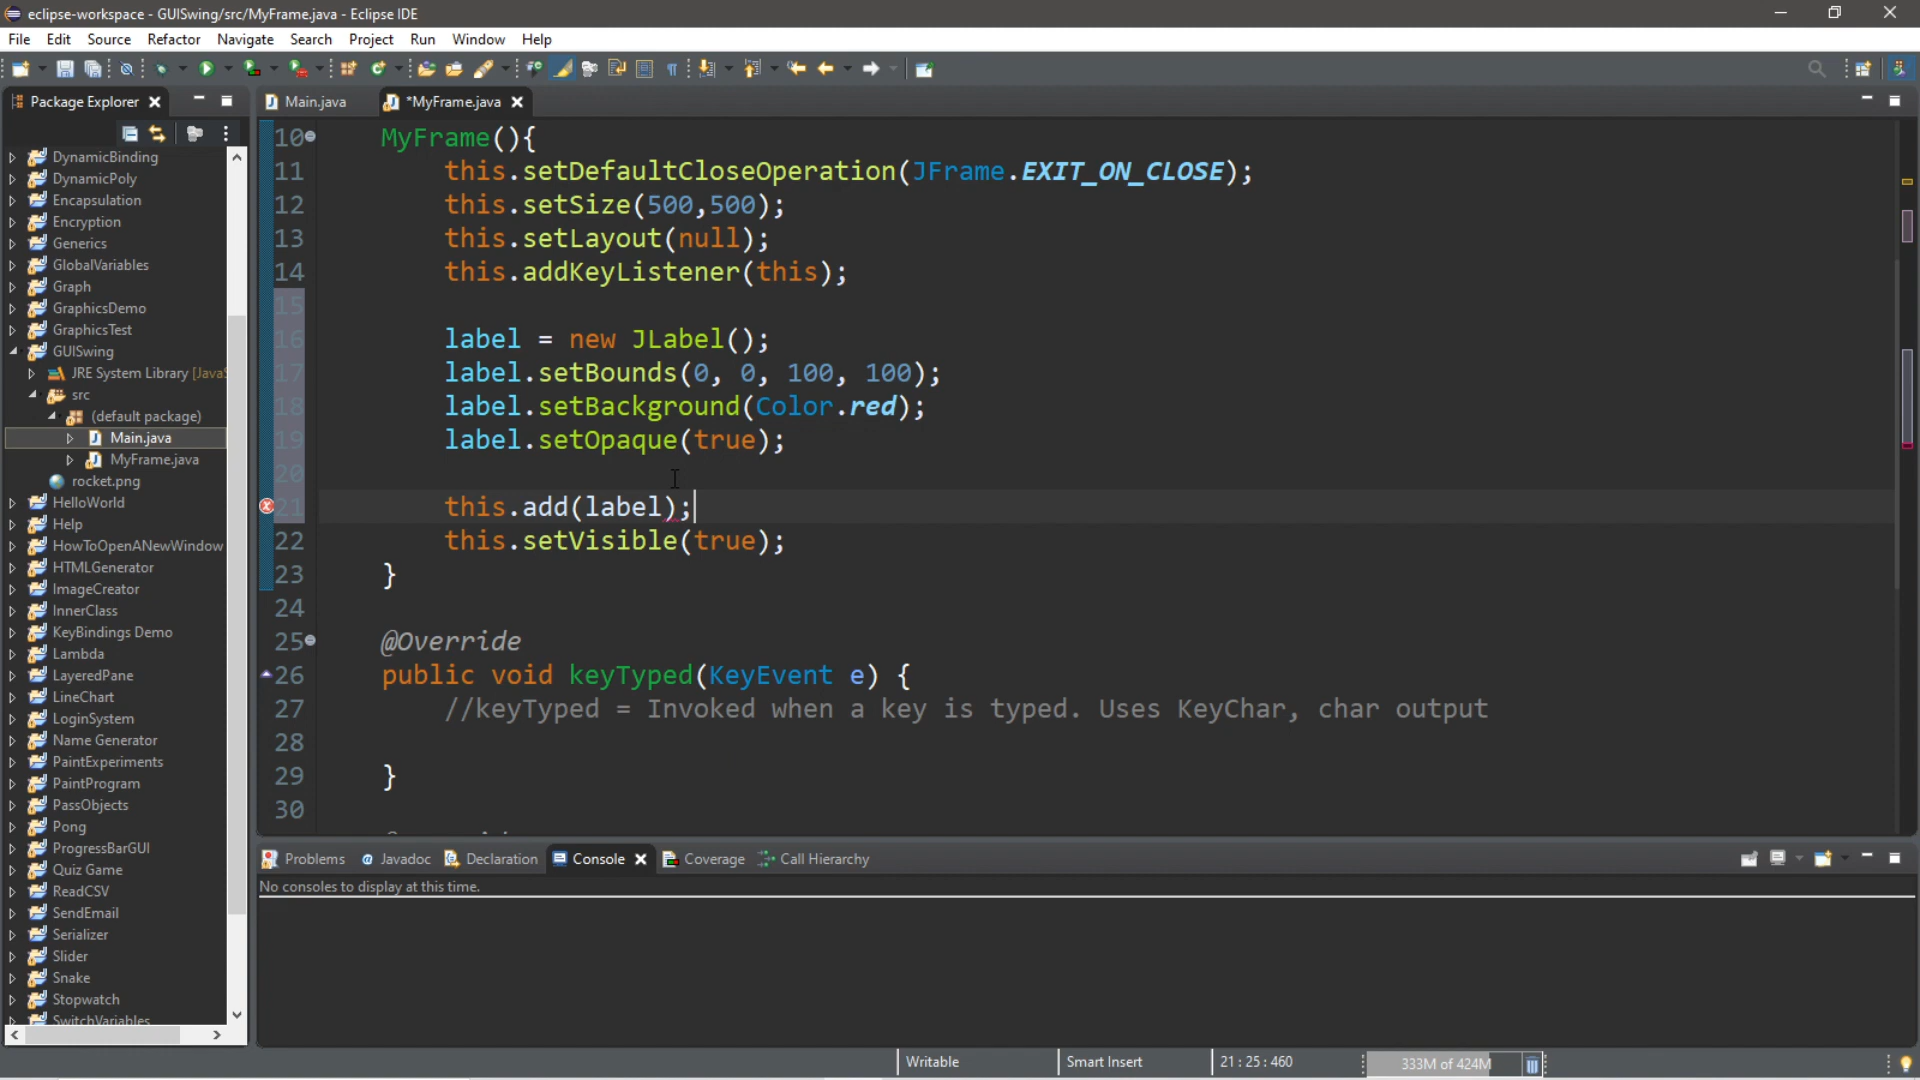 eclipse-workspace - GUISwing/src/MyFrame.java - Eclipse IDE
File Edit Source Refactor Navigate Search Project Run Window Help
Package Explorer
Main.java
*MyFrame.java
DynamicBinding
DynamicPoly
Encapsulation
Encryption
Generics
GlobalVariables
Graph
GraphicsDemo
GraphicsTest
GUISwing
JRE System Library [Java
src
(default package)
Main.java
MyFrame.java
rocket.png
HelloWorld
Help
HowToOpenANewWindow
HTMLGenerator
ImageCreator
InnerClass
KeyBindings Demo
Lambda
LayeredPane
LineChart
LoginSystem
Name Generator
PaintExperiments
PaintProgram
PassObjects
Pong
ProgressBarGUI
Quiz Game
ReadCSV
SendEmail
Serializer
Slider
Snake
Stopwatch
SwitchVariables
10 MyFrame(){
11 this.setDefaultCloseOperation(JFrame.EXIT_ON_CLOSE);
12 this.setSize(500,500);
13 this.setLayout(null);
14 this.addKeyListener(this);
15
16 label = new JLabel();
17 label.setBounds(0, 0, 100, 100);
18 label.setBackground(Color.red);
19 label.setOpaque(true);
20
21 this.add(label);
22 this.setVisible(true);
23 }
24
25 @Override
26 public void keyTyped(KeyEvent e) {
27 //keyTyped = Invoked when a key is typed. Uses KeyChar, char output
28
29 }
30
Problems Javadoc Declaration Console Coverage Call Hierarchy
No consoles to display at this time.
Writable Smart Insert 21 : 25 : 460 333M of 424M